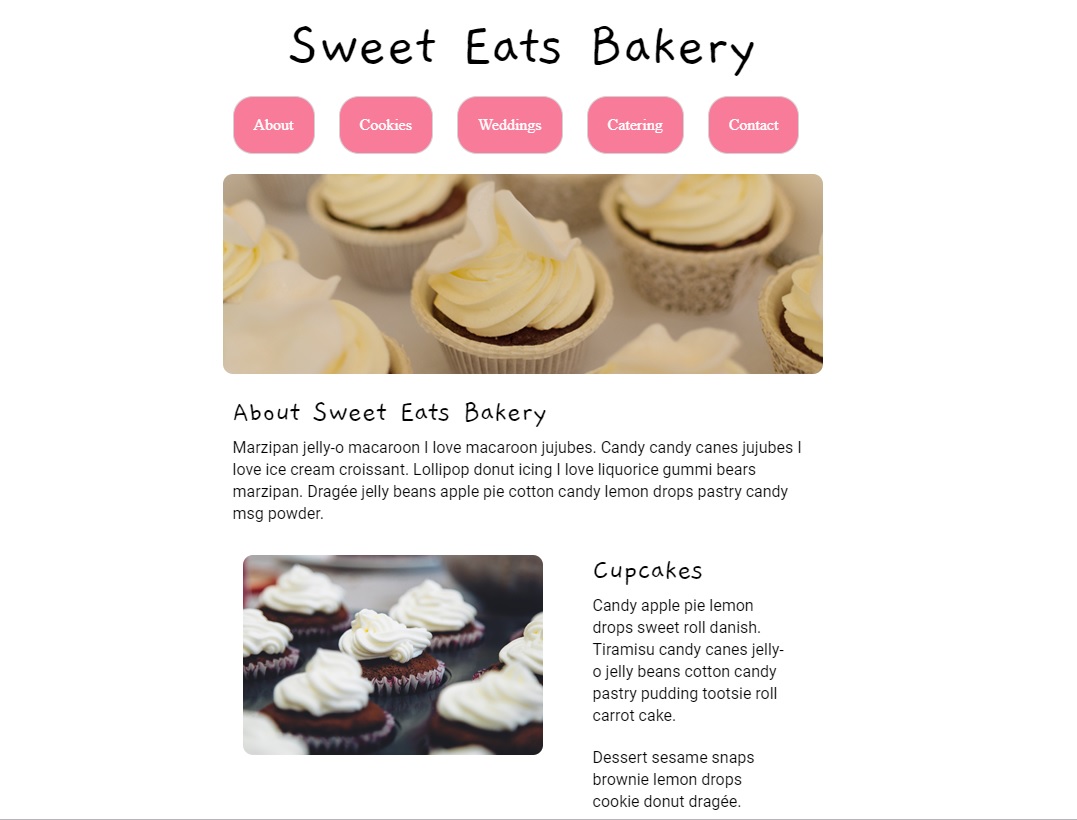 Sweet Eats Bakery
About Cookies Weddings Catering Contact
About Sweet Eats Bakery
Marzipan jelly-o macaroon I love macaroon jujubes. Candy candy canes jujubes I
love ice cream croissant. Lollipop donut icing I love liquorice gummi bears
marzipan. Dragée jelly beans apple pie cotton candy lemon drops pastry candy
msg powder.
Cupcakes
Candy apple pie lemon
drops sweet roll danish.
Tiramisu candy canes jelly-
o jelly beans cotton candy
pastry pudding tootsie roll
carrot cake.
Dessert sesame snaps
brownie lemon drops
cookie donut dragée.